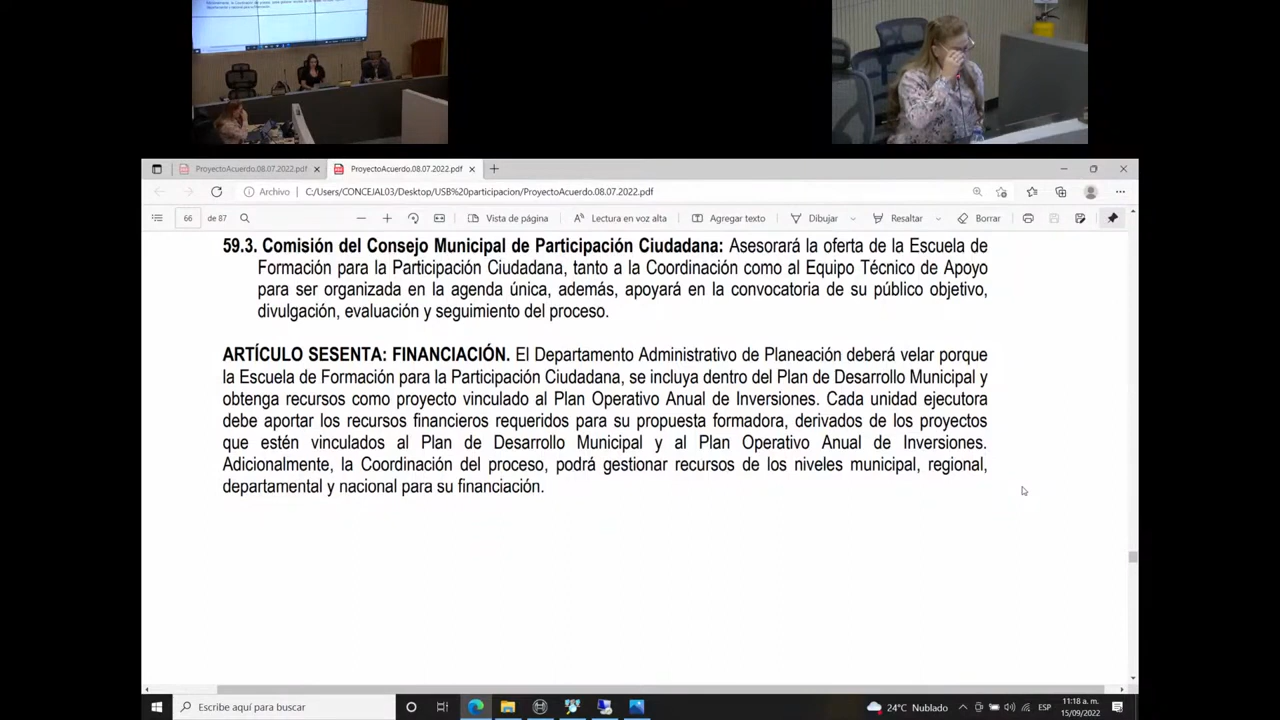 ProyectoAcuerdo.08.07.2022.pdf
ProyectoAcuerdo.08.07.2022.pdf
Archivo
C:/Users/CONCEJAL03/Desktop/USB%20participacion/ProyectoAcuerdo.08.07.2022.pdf
66 de 87
Vista de página
Lectura en voz alta
Agregar texto
Dibujar
Resaltar
Borrar
59.3. Comisión del Consejo Municipal de Participación Ciudadana: Asesorará la oferta de la Escuela de
Formación para la Participación Ciudadana, tanto a la Coordinación como al Equipo Técnico de Apoyo
para ser organizada en la agenda única, además, apoyará en la convocatoria de su público objetivo,
divulgación, evaluación y seguimiento del proceso.
ARTÍCULO SESENTA: FINANCIACIÓN. El Departamento Administrativo de Planeación deberá velar porque
la Escuela de Formación para la Participación Ciudadana, se incluya dentro del Plan de Desarrollo Municipal y
obtenga recursos como proyecto vinculado al Plan Operativo Anual de Inversiones. Cada unidad ejecutora
debe aportar los recursos financieros requeridos para su propuesta formadora, derivados de los proyectos
que estén vinculados al Plan de Desarrollo Municipal y al Plan Operativo Anual de Inversiones.
Adicionalmente, la Coordinación del proceso, podrá gestionar recursos de los niveles municipal, regional,
departamental y nacional para su financiación.
Escribe aquí para buscar
24°C Nublado
ESP
11:18 a. m.
15/09/2022